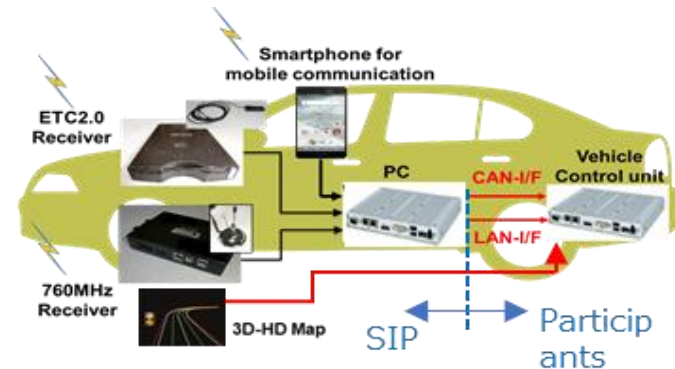 Smartphone for
mobile communication
ETC2.0
Receiver
PC
CAN-I/F
Vehicle
Control unit
LAN-I/F
760MHz
Receiver
3D-HD Map
SIP
Particip
ants